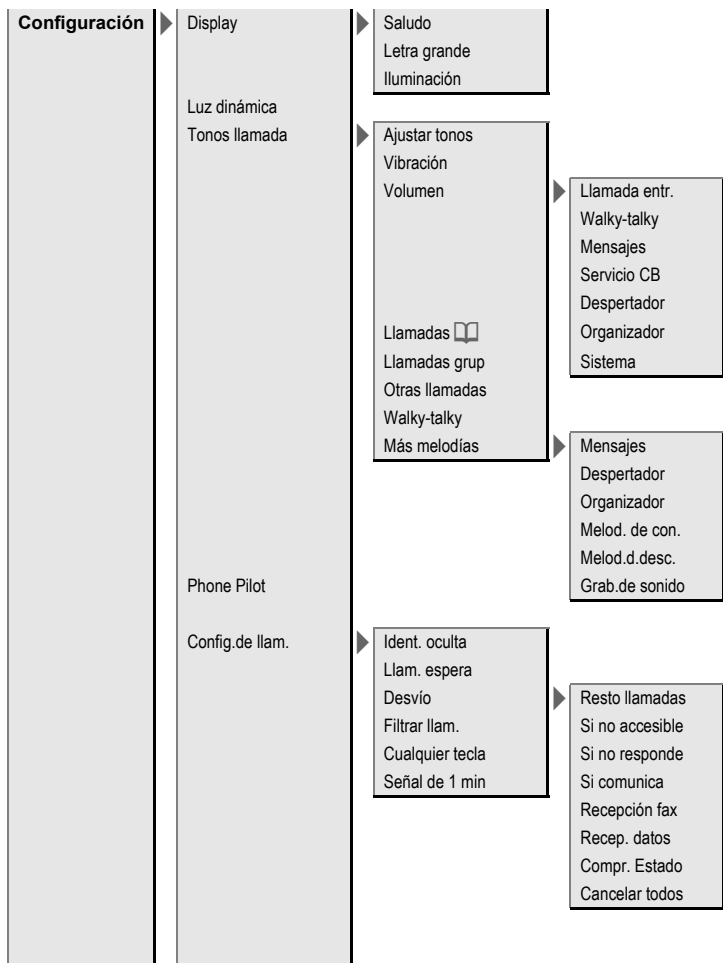 Configuración
Display
Saludo
Letra grande
Iluminación
Luz dinámica
Tonos llamada
Ajustar tonos
Vibración
Volumen
Llamada entr.
Walky-talky
Mensajes
Servicio CB
Despertador
Organizador
Sistema
Llamadas
Llamadas grup
Otras llamadas
Walky-talky
Más melodías
Mensajes
Despertador
Organizador
Melod. de con.
Melod.d.desc.
Grab.de sonido
Phone Pilot
Config.de llam.
Ident. oculta
Llam. espera
Desvío
Resto llamadas
Si no accesible
Si no responde
Si comunica
Recepción fax
Recep. datos
Compr. Estado
Cancelar todos
Filtrar llam.
Cualquier tecla
Señal de 1 min